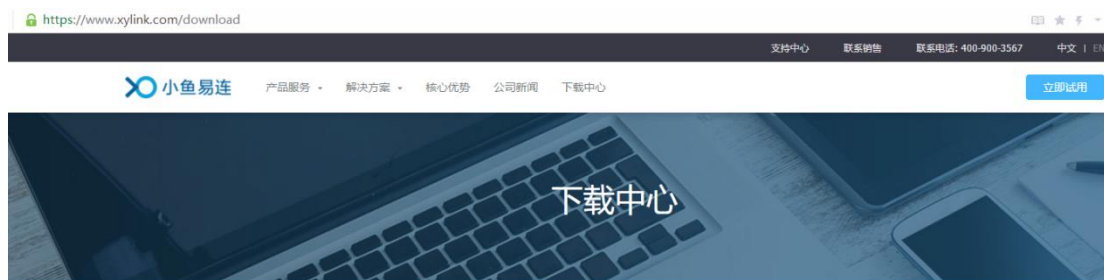 https://www.xylink.com/download
支持中心 联系销售 联系电话: 400-900-3567 中文 | EN
小鱼易连 产品服务 解决方案 核心优势 公司新闻 下载中心 立即试用
下载中心